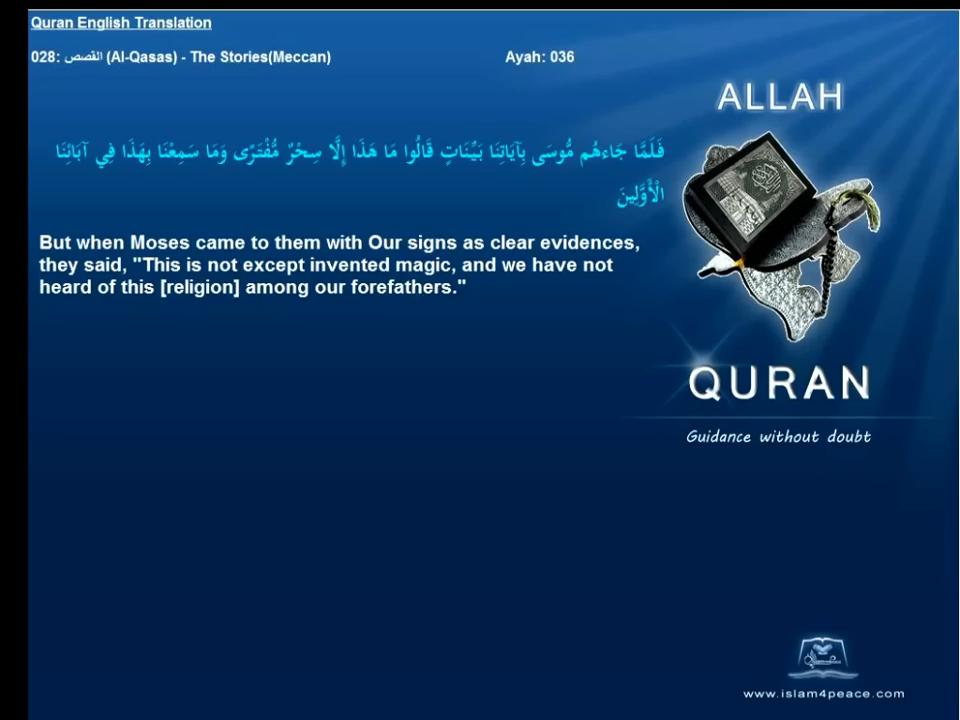 Quran English Translation
028: القصص (Al-Qasas) - The Stories(Meccan) Ayah: 036
ALLAH
فَلَمَّا جَاءهُم مُّوسَى بِآيَاتِنَا بَيِّنَاتٍ قَالُوا مَا هَذَا إِلَّا سِحْرٌ مُّفْتَرًى وَمَا سَمِعْنَا بِهَذَا فِي آبَائِنَا
الْأَوَّلِينَ
But when Moses came to them with Our signs as clear evidences,
they said, "This is not except invented magic, and we have not
heard of this [religion] among our forefathers."
QURAN
Guidance without doubt
www.islam4peace.com